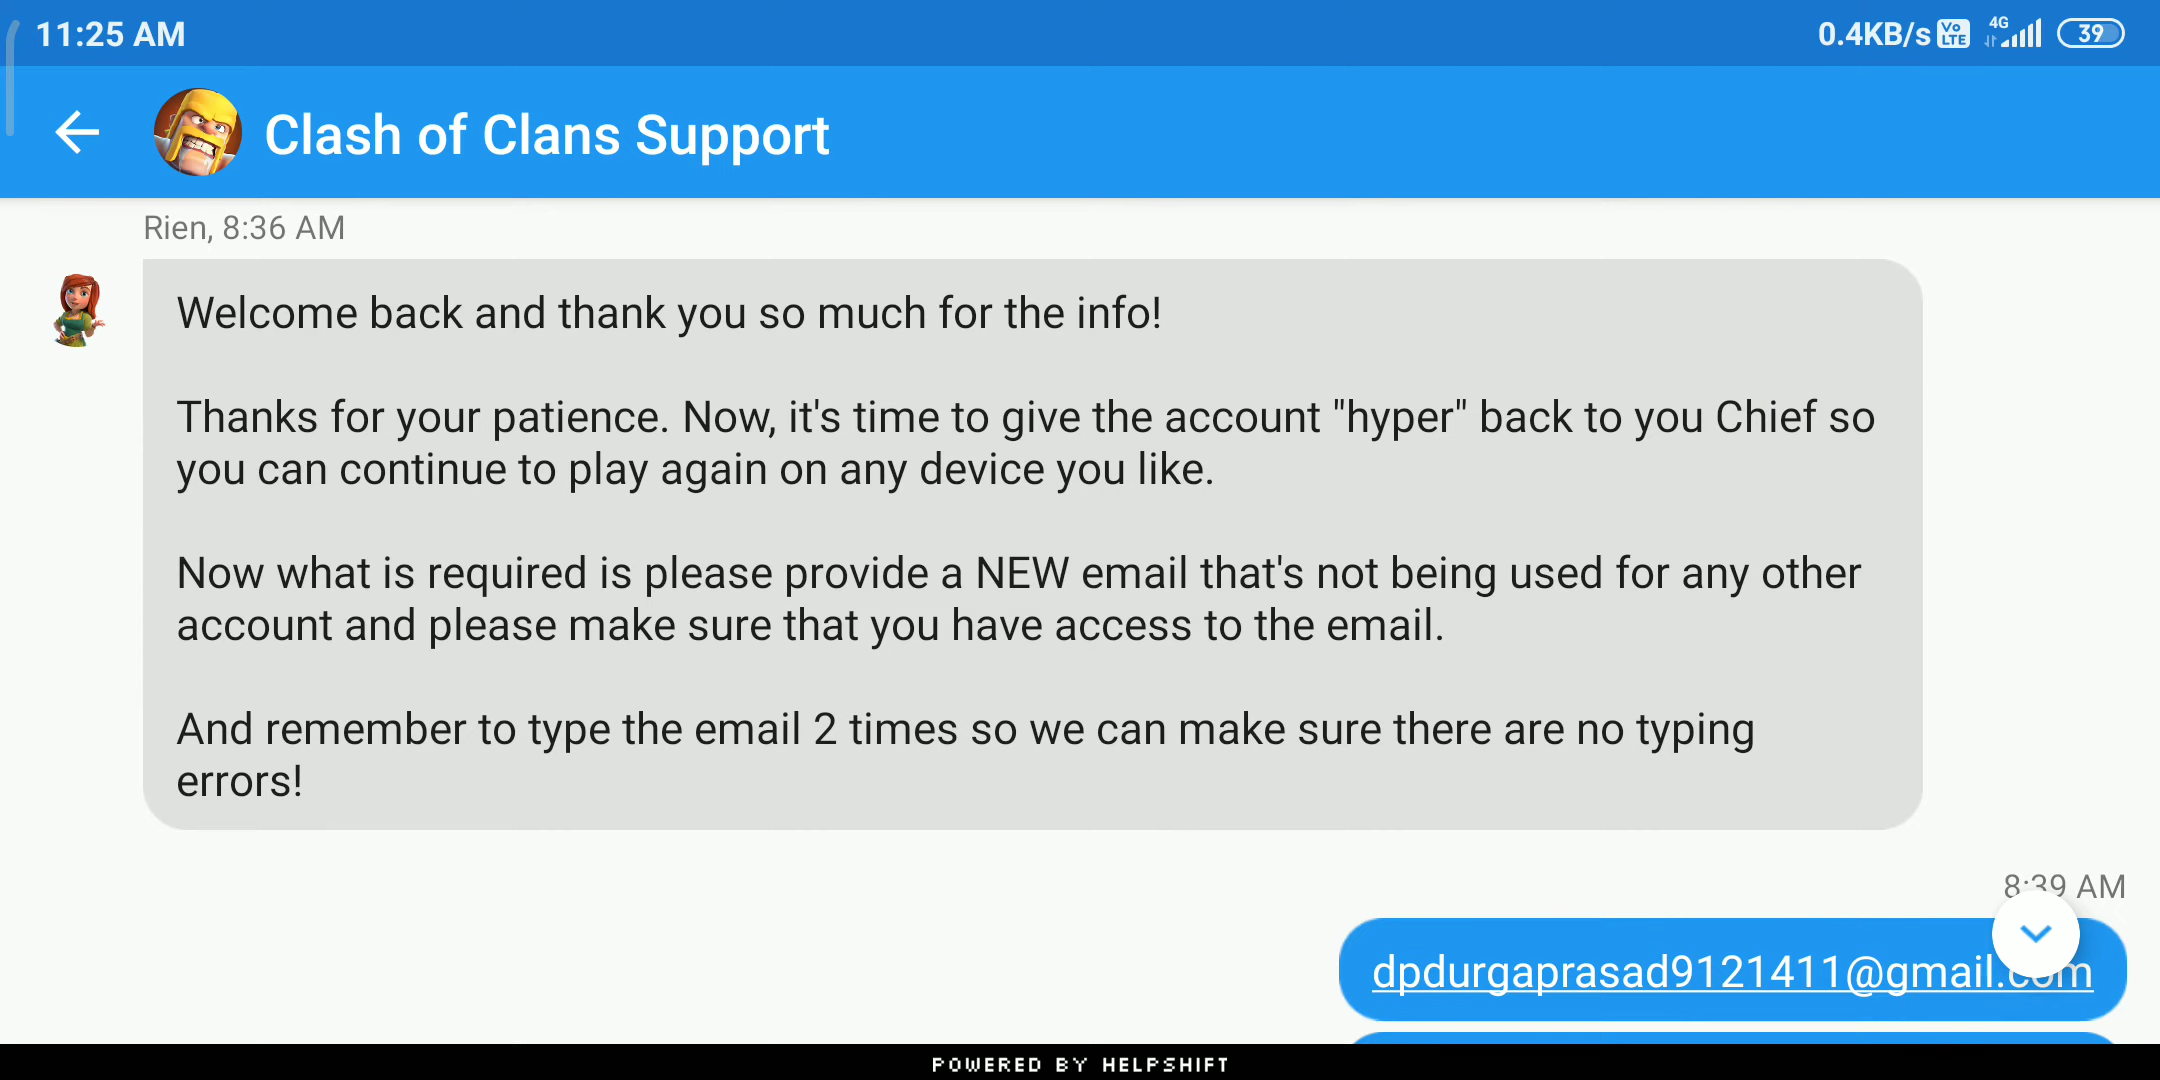 11:25 AM
0.4KB/s Vo LTE 4G 39
Clash of Clans Support
Rien, 8:36 AM
Welcome back and thank you so much for the info!
Thanks for your patience. Now, it's time to give the account "hyper" back to you Chief so
you can continue to play again on any device you like.
Now what is required is please provide a NEW email that's not being used for any other
account and please make sure that you have access to the email.
And remember to type the email 2 times so we can make sure there are no typing
errors!
8:39 AM
dpdurgaprasad9121411@gmail.com
POWERED BY HELPSHIFT